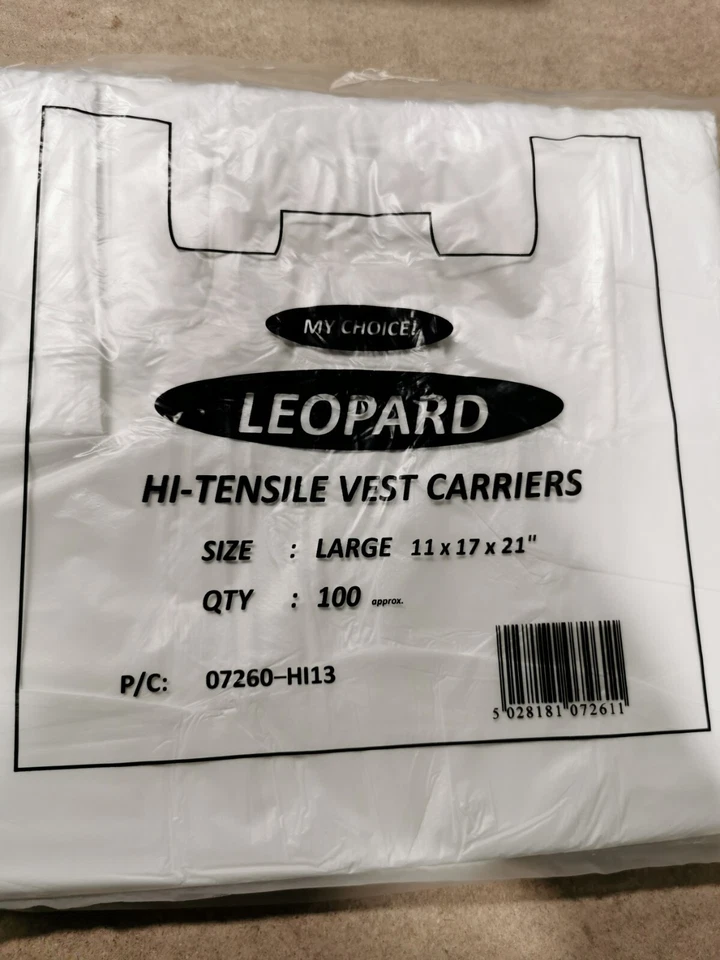 MY CHOICE!
LEOPARD
HI-TENSILE VEST CARRIERS
SIZE : LARGE 11 x 17 x 21"
QTY : 100 approx.
P/C: 07260-HI13
5 028181 072611